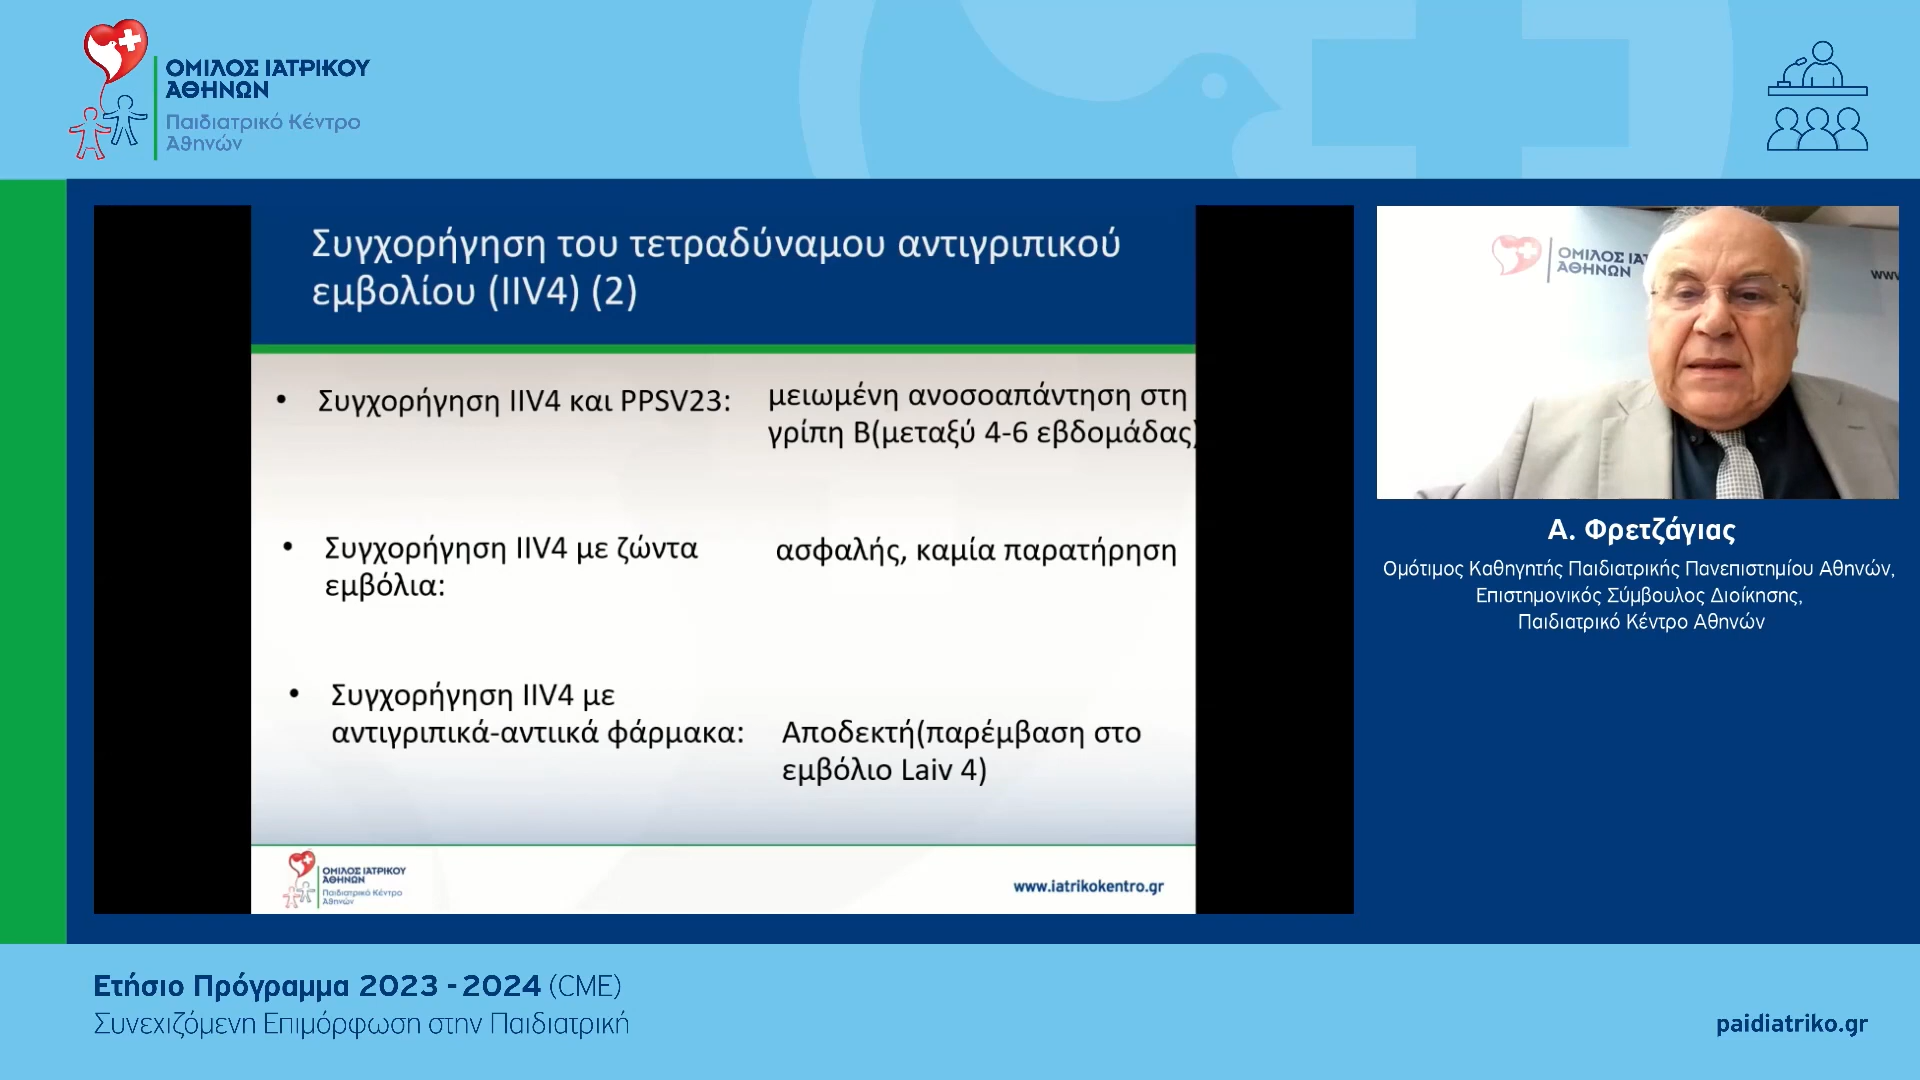 ΟΜΙΛΟΣ ΙΑΤΡΙΚΟΥ
ΑΘΗΝΩΝ
Παιδιατρικό Κέντρο
Αθηνών
Συγχορήγηση του τετραδύναμου αντιγριπικού
εμβολίου (IIV4) (2)
• Συγχορήγηση IIV4 και PPSV23:
μειωμένη ανοσοαπάντηση στη
γρίπη Β(μεταξύ 4-6 εβδομάδας)
• Συγχορήγηση IIV4 με ζώντα
εμβόλια:
ασφαλής, καμία παρατήρηση
• Συγχορήγηση IIV4 με
αντιγριπικά-αντιικά φάρμακα:
Αποδεκτή(παρέμβαση στο
εμβόλιο Laiv 4)
ΟΜΙΛΟΣ ΙΑΤΡΙΚΟΥ
ΑΘΗΝΩΝ
Παιδιατρικό Κέντρο
Αθηνών
www.iatrikokentro.gr
ΟΜΙΛΟΣ ΙΑΤ
ΑΘΗΝΩΝ
www
Α. Φρετζάγιας
Ομότιμος Καθηγητής Παιδιατρικής Πανεπιστημίου Αθηνών,
Επιστημονικός Σύμβουλος Διοίκησης,
Παιδιατρικό Κέντρο Αθηνών
Ετήσιο Πρόγραμμα 2023 - 2024 (CME)
Συνεχιζόμενη Επιμόρφωση στην Παιδιατρική
paidiatriko.gr